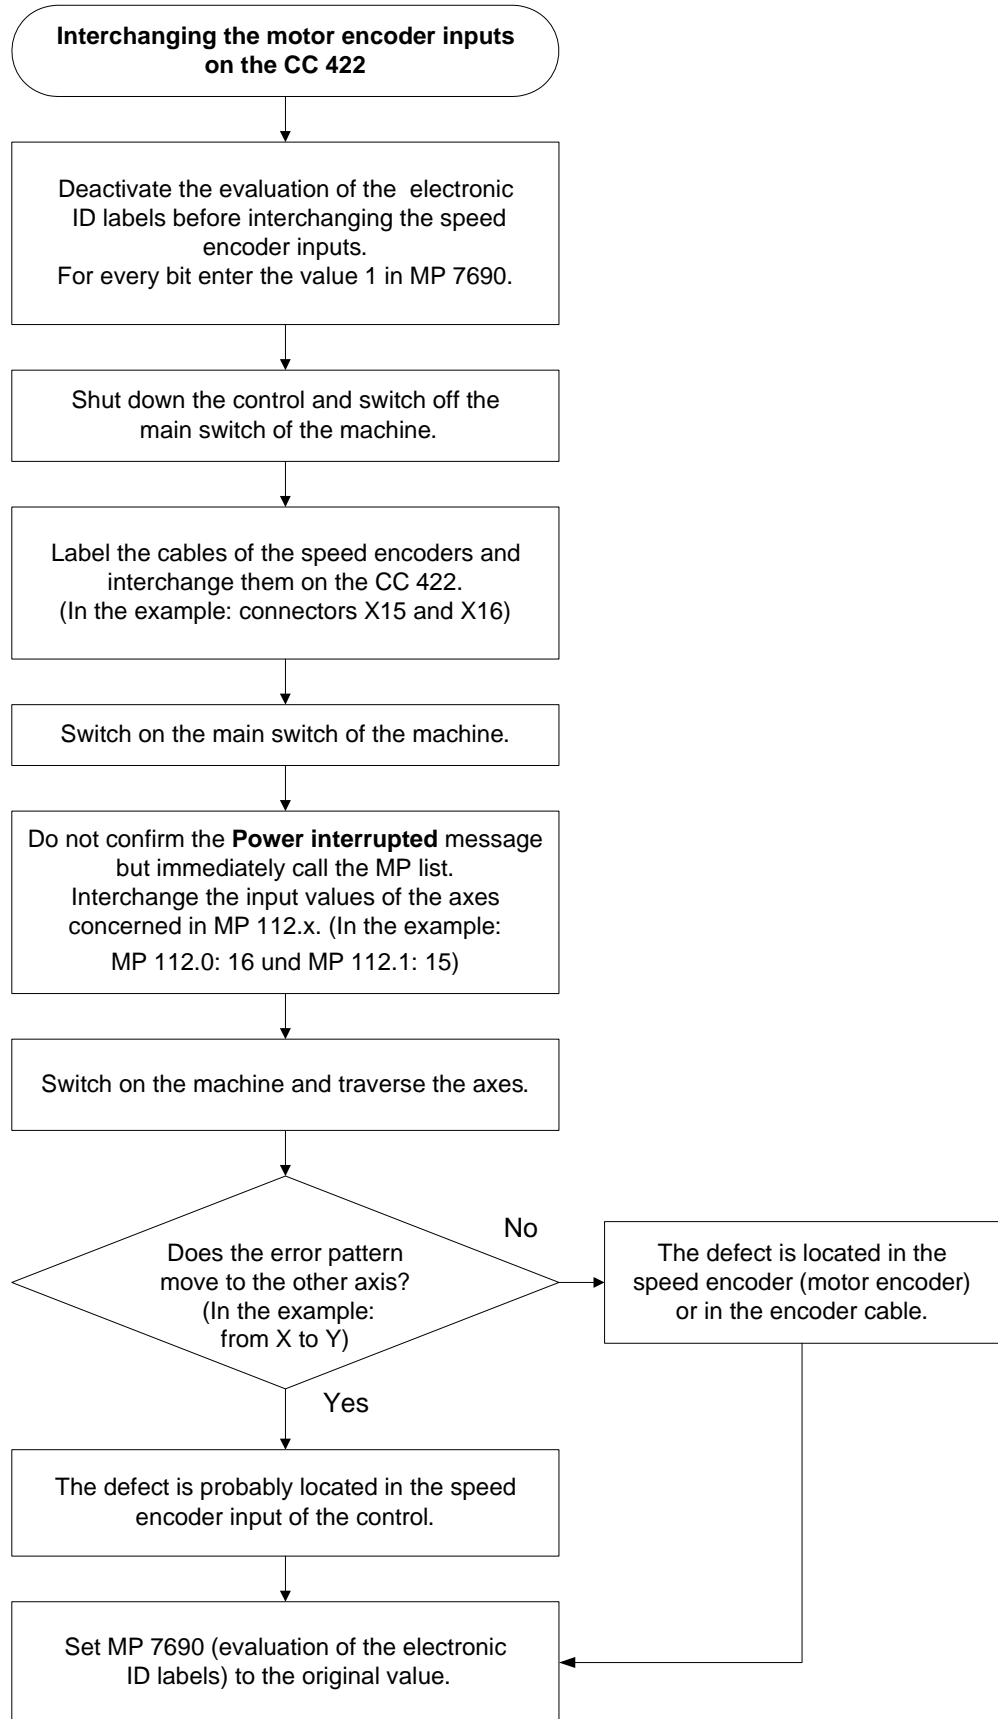 Interchanging the motor encoder inputs
on the CC 422
Deactivate the evaluation of the electronic
ID labels before interchanging the speed
encoder inputs.
For every bit enter the value 1 in MP 7690.
Shut down the control and switch off the
main switch of the machine.
Label the cables of the speed encoders and
interchange them on the CC 422.
(In the example: connectors X15 and X16)
Switch on the main switch of the machine.
Do not confirm the Power interrupted message
but immediately call the MP list.
Interchange the input values of the axes
concerned in MP 112.x. (In the example:
MP 112.0: 16 und MP 112.1: 15)
Switch on the machine and traverse the axes.
Does the error pattern
move to the other axis?
(In the example:
from X to Y)
No
The defect is located in the
speed encoder (motor encoder)
or in the encoder cable.
Yes
The defect is probably located in the speed
encoder input of the control.
Set MP 7690 (evaluation of the electronic
ID labels) to the original value.